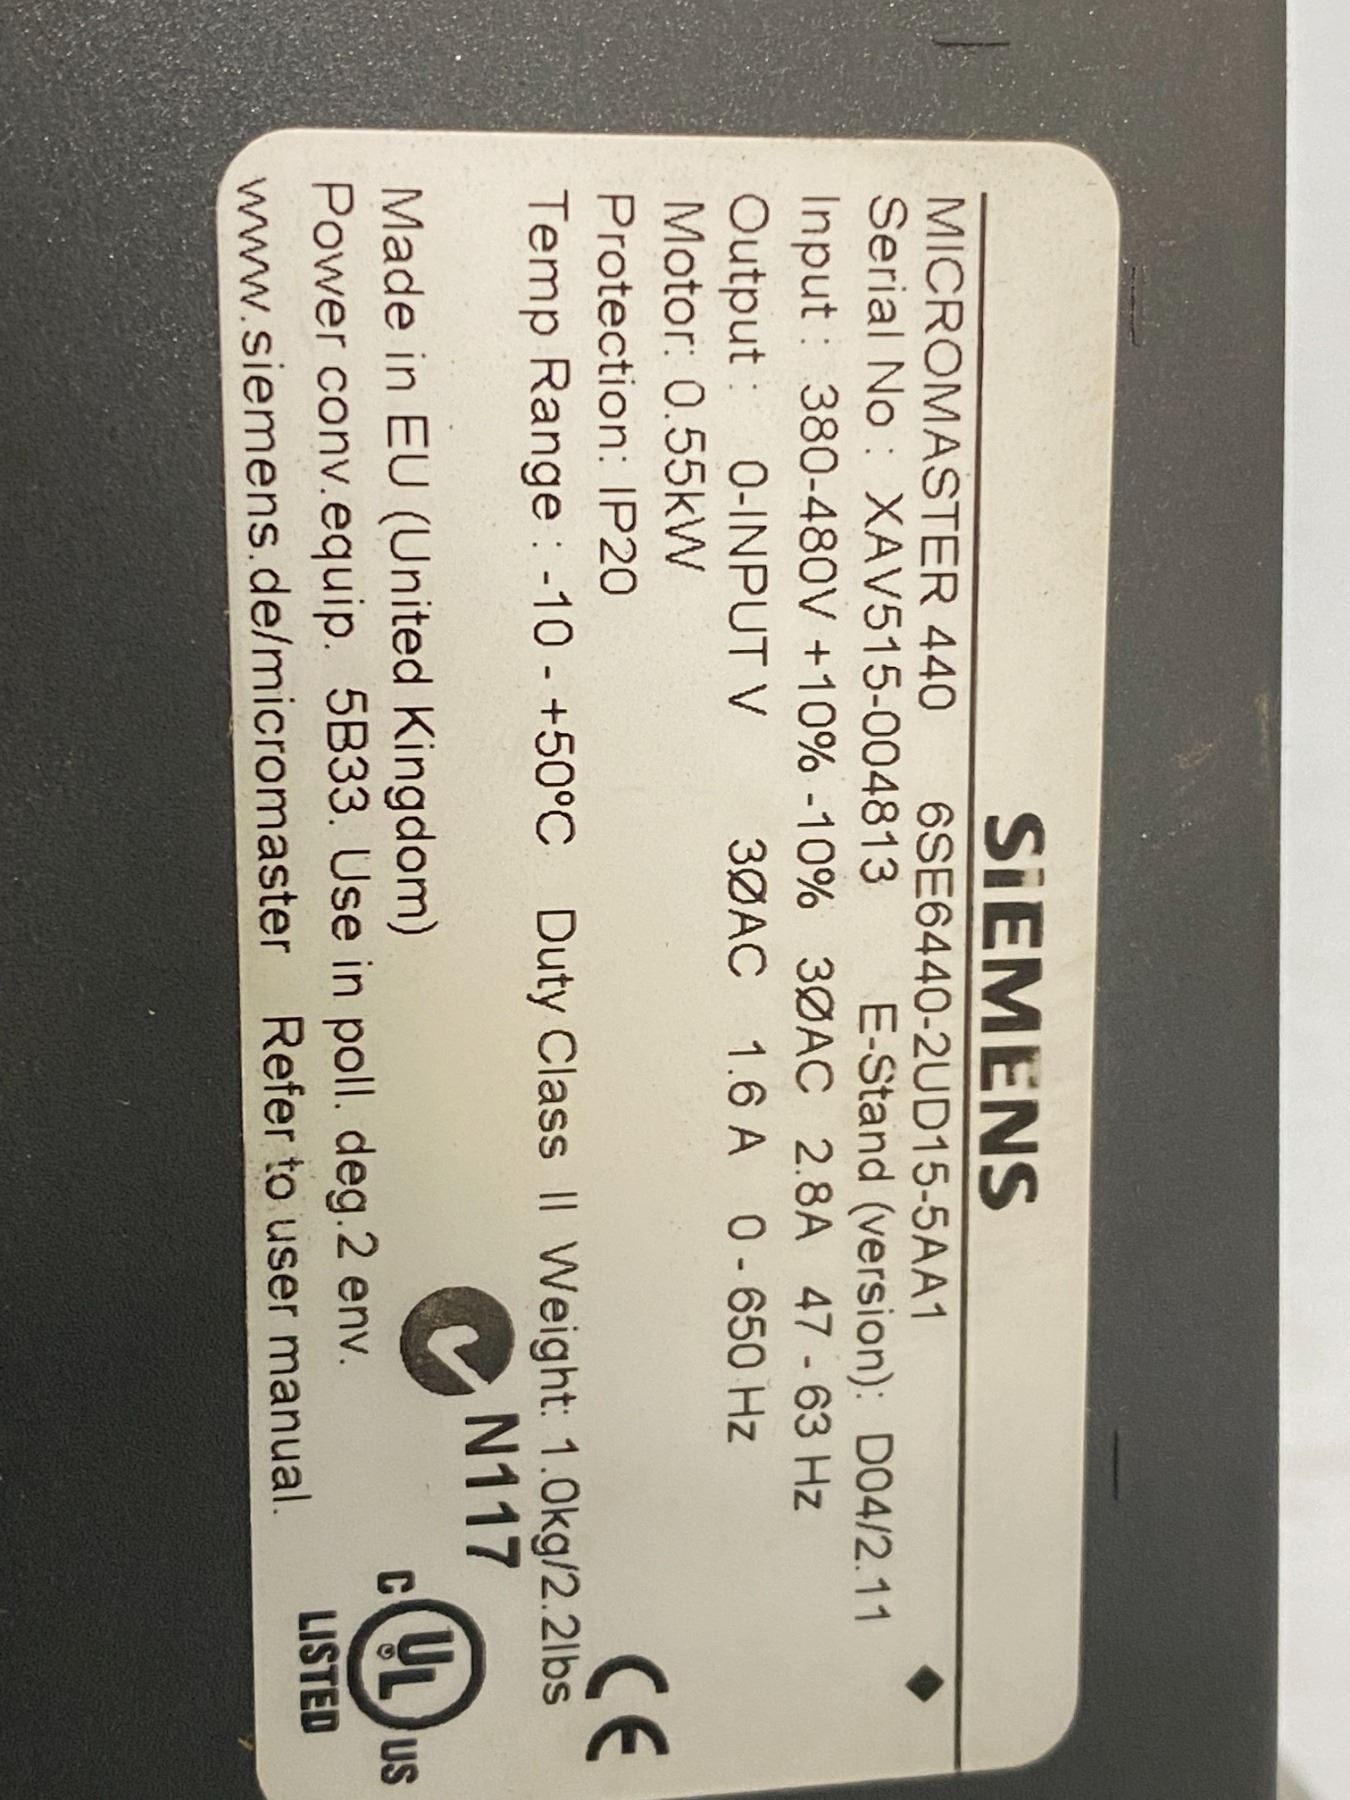 SIEMENS
MICROMASTER 440 6SE6440-2UD15-5AA1
Serial No : XAV515-004813 E-Stand (version): D04/2.11
Input : 380-480V +10% -10% 3ØAC 2.8A 47 - 63 Hz
Output : 0-INPUT V 3ØAC 1.6 A 0 - 650 Hz
Motor: 0.55kW
Protection: IP20
CE
Temp Range : -10 - +50ºC Duty Class II Weight: 1.0kg/2.2lbs
N117
Made in EU (United Kingdom)
C UL US
Power conv.equip. 5B33. Use in poll. deg.2 env.
LISTED
www.siemens.de/micromaster Refer to user manual.